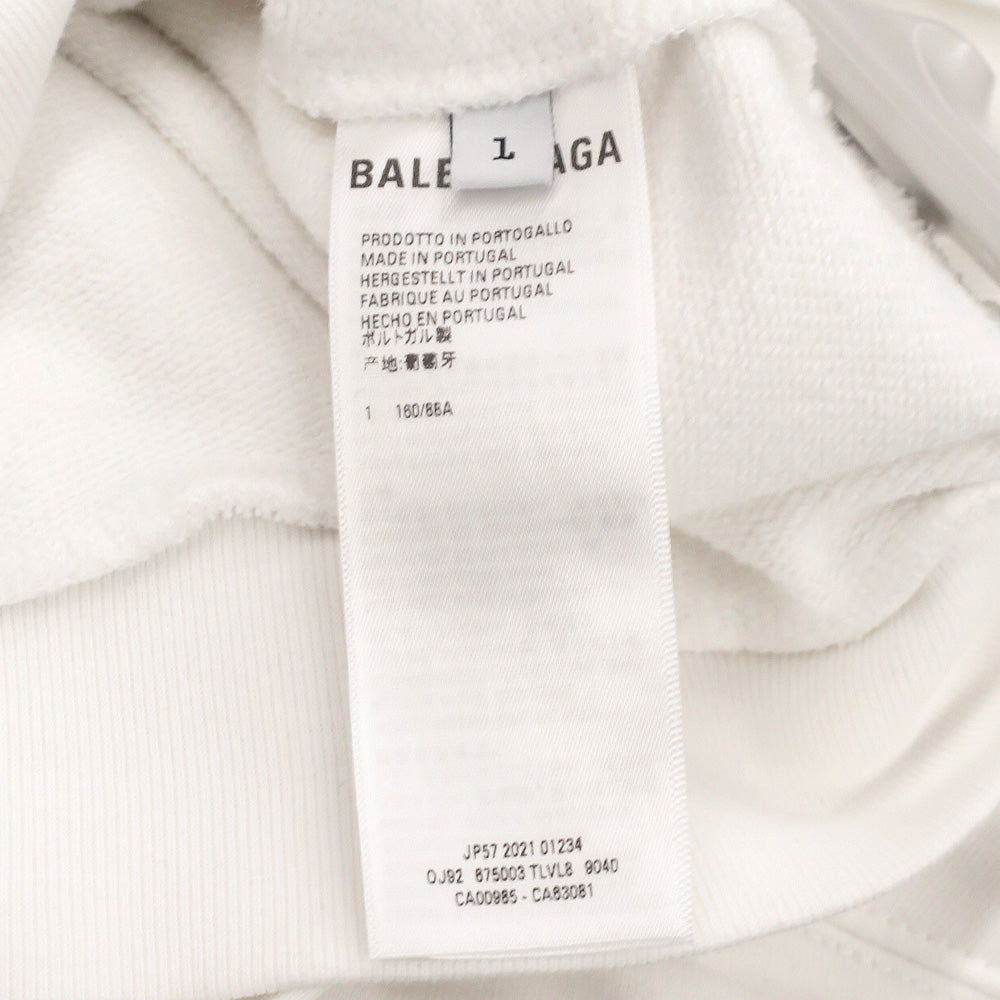 1
BALE AGA
PRODOTTO IN PORTOGALLO
MADE IN PORTUGAL
HERGESTELLT IN PORTUGAL
FABRIQUE AU PORTUGAL
HECHO EN PORTUGAL
ポルトガル製
产地:葡萄牙
1 160/88A
JP57 2021 01234
OJ92 675003 TLVL8 9040
CA00985 - CA83081